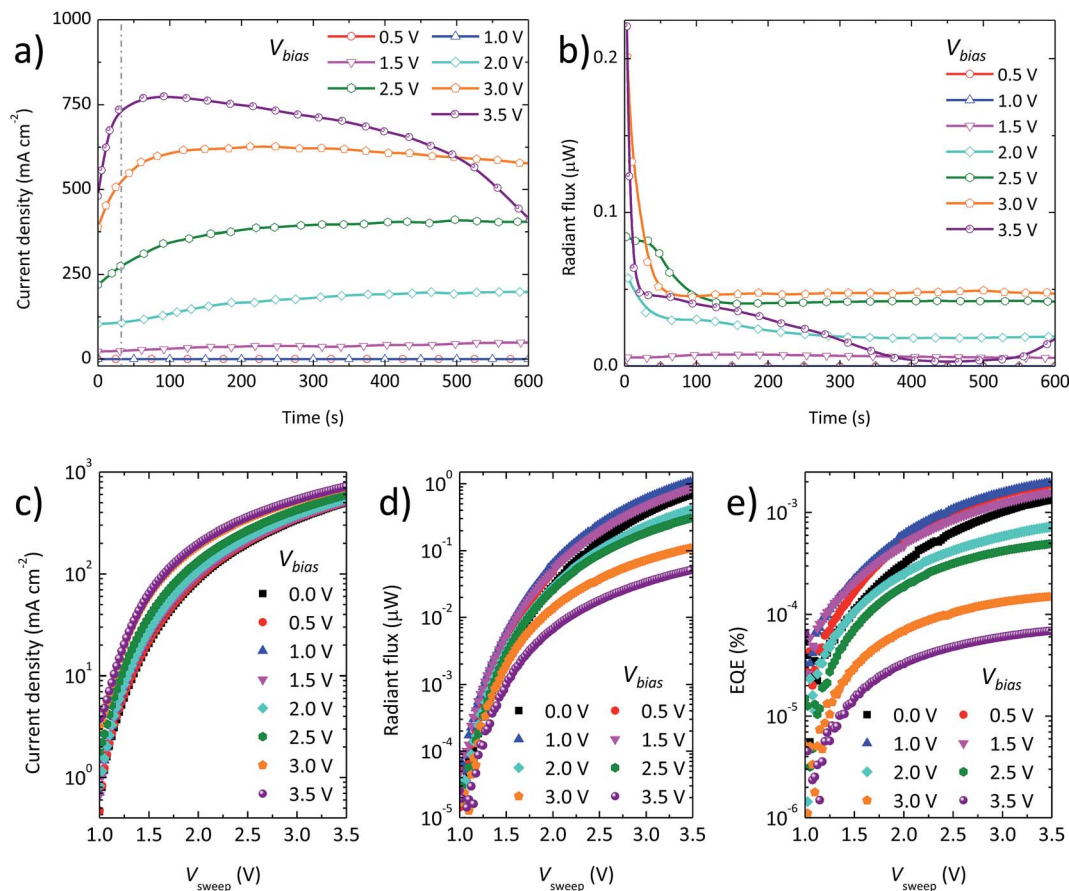 a)
V_bias
0.5 V 1.0 V
1.5 V 2.0 V
2.5 V 3.0 V
3.5 V
1000
750
500
250
0
Current density (mA cm⁻²)
0 100 200 300 400 500 600
Time (s)
b)
V_bias
0.5 V
1.0 V
1.5 V
2.0 V
2.5 V
3.0 V
3.5 V
0.2
0.1
0.0
Radiant flux (μW)
0 100 200 300 400 500 600
Time (s)
c)
10³
10²
10¹
10⁰
Current density (mA cm⁻²)
V_bias
0.0 V
0.5 V
1.0 V
1.5 V
2.0 V
2.5 V
3.0 V
3.5 V
1.0 1.5 2.0 2.5 3.0 3.5
V_sweep (V)
d)
10⁰
10⁻¹
10⁻²
10⁻³
10⁻⁴
10⁻⁵
Radiant flux (μW)
V_bias
0.0 V 0.5 V
1.0 V 1.5 V
2.0 V 2.5 V
3.0 V 3.5 V
1.0 1.5 2.0 2.5 3.0 3.5
V_sweep (V)
e)
10⁻³
10⁻⁴
10⁻⁵
10⁻⁶
EQE (%)
V_bias
0.0 V 0.5 V
1.0 V 1.5 V
2.0 V 2.5 V
3.0 V 3.5 V
1.0 1.5 2.0 2.5 3.0 3.5
V_sweep (V)